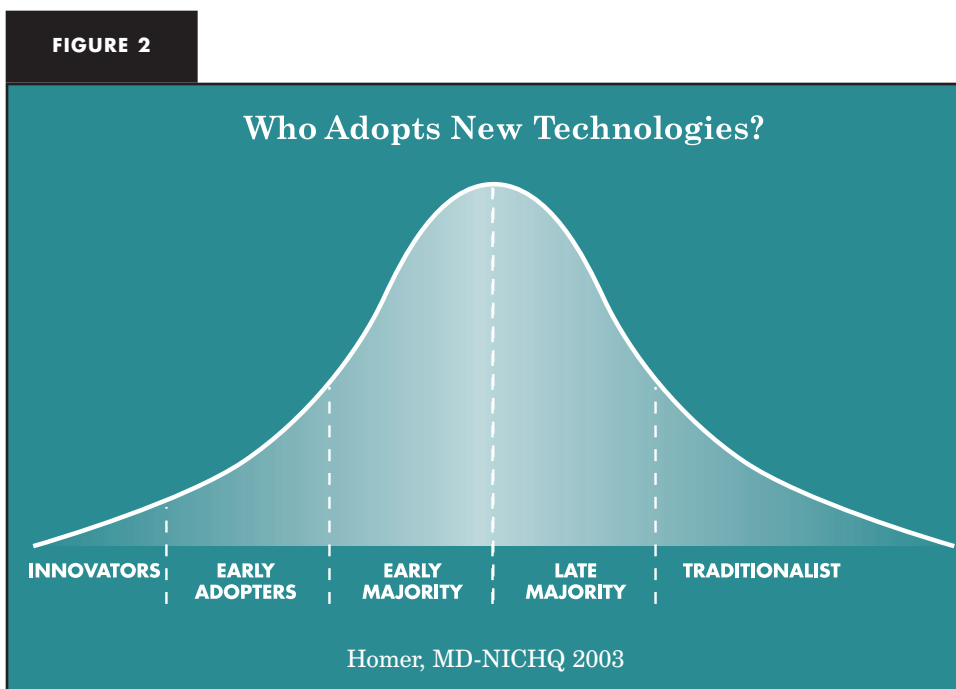 FIGURE 2
Who Adopts New Technologies?
INNOVATORS
EARLY
ADOPTERS
EARLY
MAJORITY
LATE
MAJORITY
TRADITIONALIST
Homer, MD-NICHQ 2003